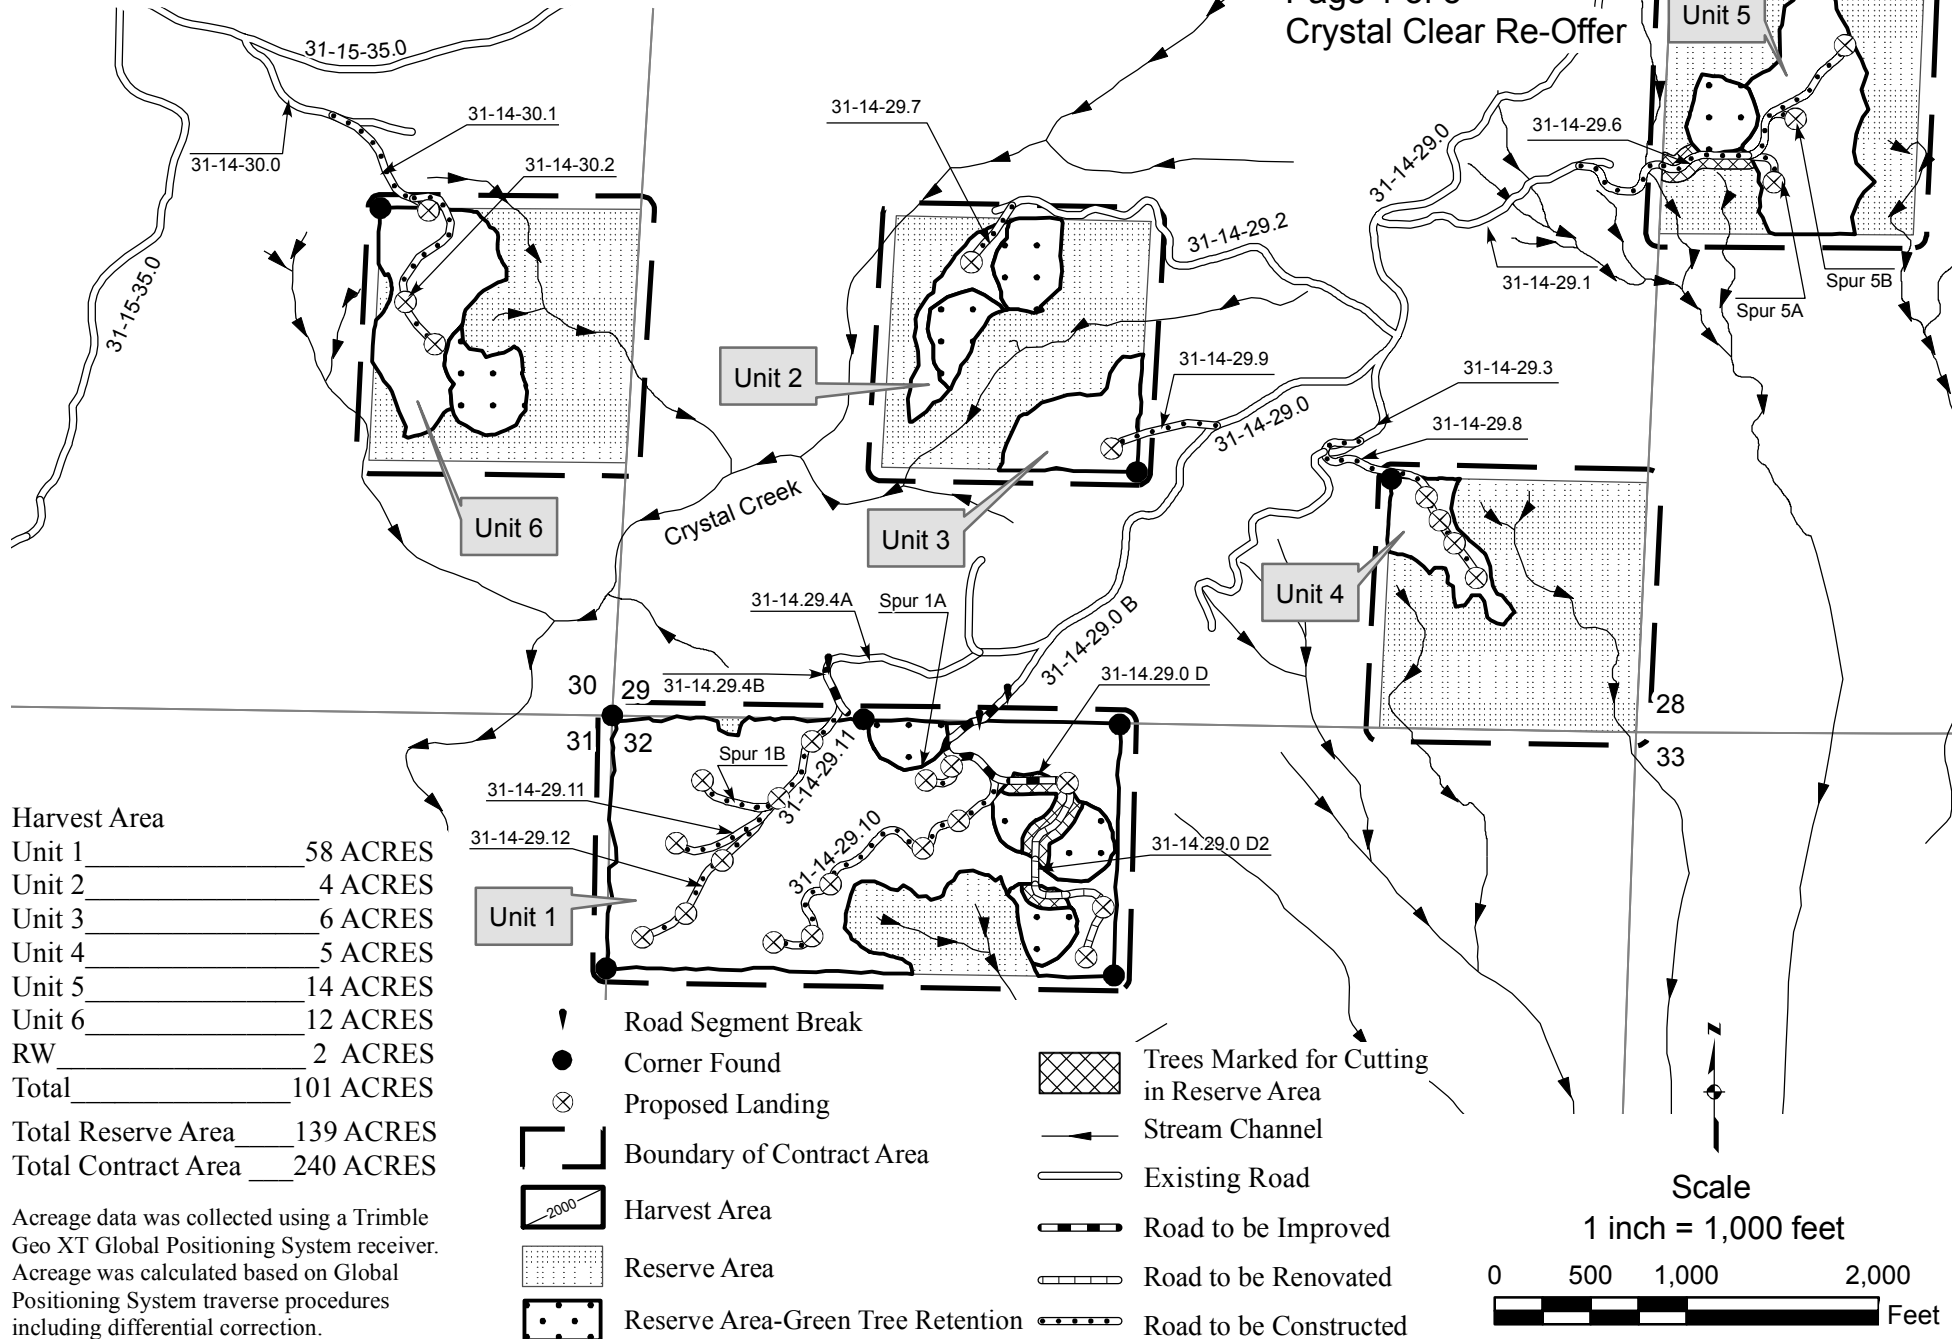 Crystal Clear Re-Offer
Unit 5
31-15-35.0
31-14-30.1
31-14-30.0
31-14-30.2
31-15-35.0
31-14-29.7
31-14-29.0
31-14-29.6
31-14-29.2
31-14-29.1
Spur 5B
Spur 5A
Unit 2
31-14-29.9
31-14-29.3
31-14-29.0
31-14-29.8
Unit 6
Crystal Creek
Unit 3
Unit 4
31-14.29.4A
Spur 1A
31-14-29.0 B
31-14.29.4B
31-14.29.0 D
30
29
31
32
28
33
Spur 1B
31-14-29.11
31-14-29.11
31-14-29.12
31-14-29.10
31-14.29.0 D2
Unit 1
Harvest Area
Unit 1 58 ACRES
Unit 2 4 ACRES
Unit 3 6 ACRES
Unit 4 5 ACRES
Unit 5 14 ACRES
Unit 6 12 ACRES
RW 2 ACRES
Total 101 ACRES
Total Reserve Area 139 ACRES
Total Contract Area 240 ACRES
Acreage data was collected using a Trimble
Geo XT Global Positioning System receiver.
Acreage was calculated based on Global
Positioning System traverse procedures
including differential correction.
Road Segment Break
Corner Found
Proposed Landing
Boundary of Contract Area
2000
Harvest Area
Reserve Area
Reserve Area-Green Tree Retention
Trees Marked for Cutting
in Reserve Area
Stream Channel
Existing Road
Road to be Improved
Road to be Renovated
Road to be Constructed
z
Scale
1 inch = 1,000 feet
0 500 1,000 2,000
Feet